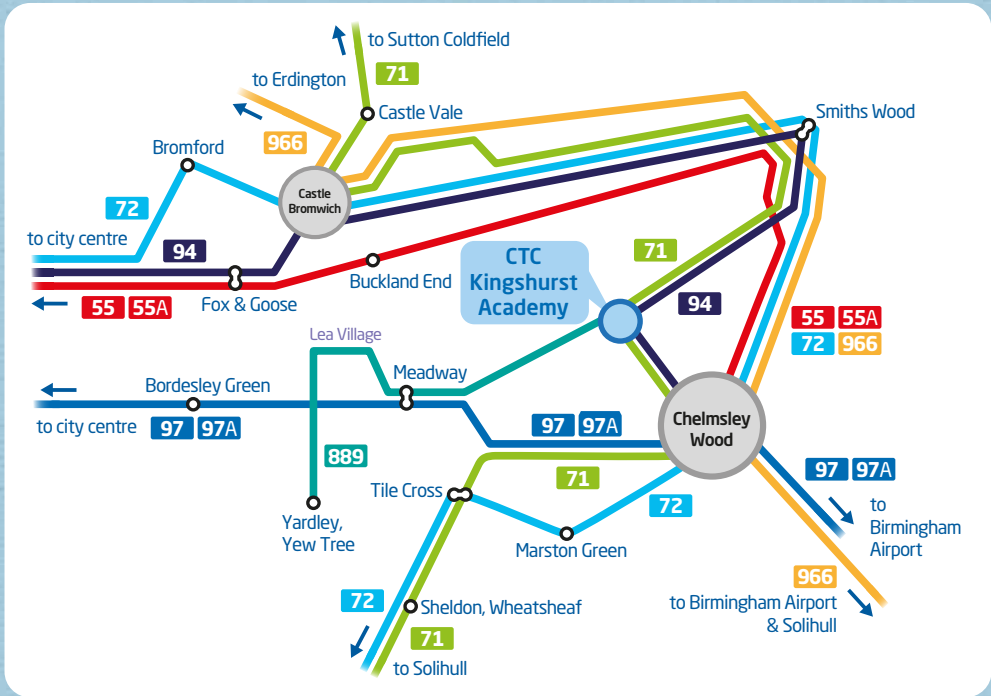 to Sutton Coldfield
71
to Erdington
966
Castle Vale
Smiths Wood
Bromford
Castle
Bromwich
72
to city centre
94
55 55A
Fox & Goose
Buckland End
CTC
Kingshurst
Academy
71
94
55 55A
72 966
Lea Village
Meadway
Bordesley Green
to city centre
97 97A
97 97A
Chelmsley
Wood
889
71
72
97 97A
to
Birmingham
Airport
Tile Cross
Yardley,
Yew Tree
Marston Green
966
to Birmingham Airport
& Solihull
72
Sheldon, Wheatsheaf
71
to Solihull